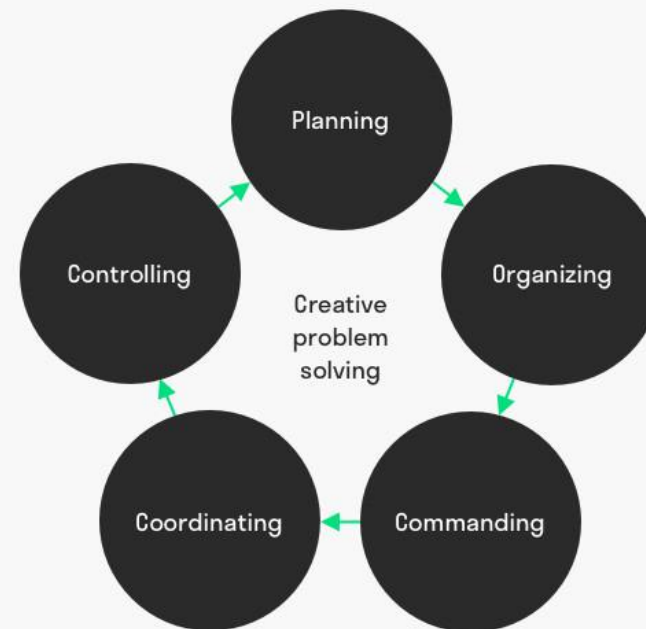 Planning
Controlling
Organizing
Creative
problem
solving
Coordinating
Commanding